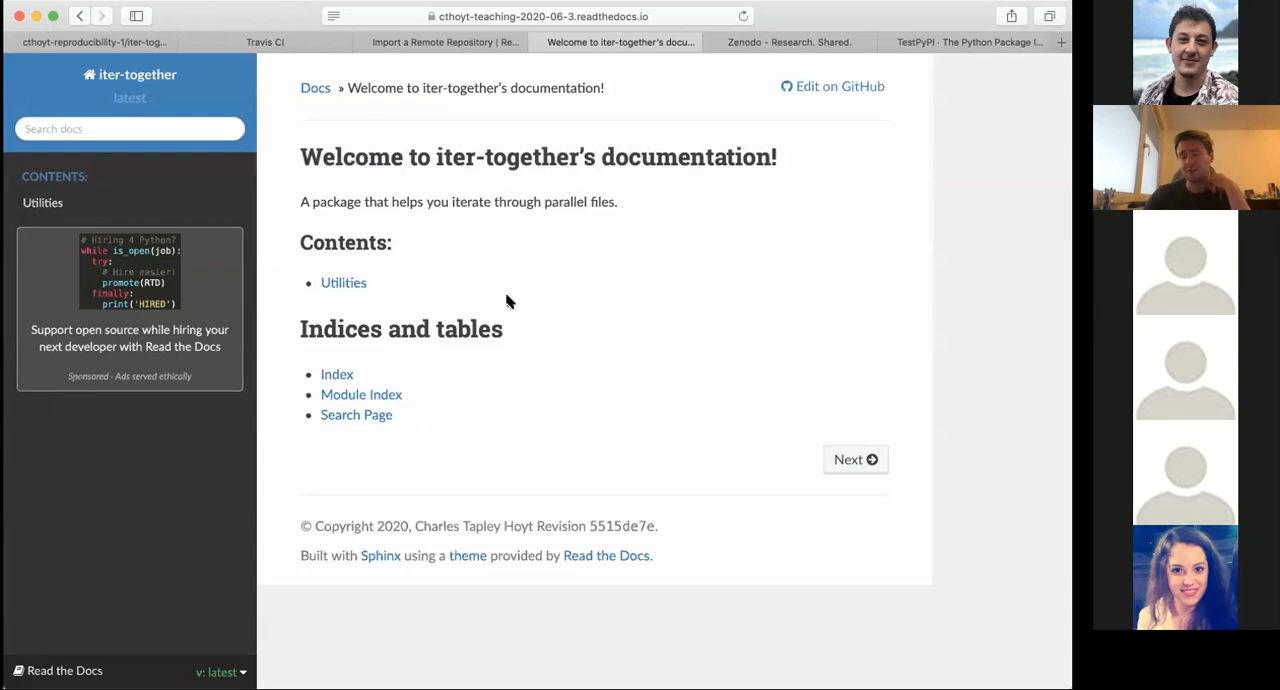 cthoyt-teaching-2020-06-3.readthedocs.io
cthoyt-reproducibility-1/iter-tog...
Travis CI
Import a Remote Repository | Re...
Welcome to iter-together's docu...
Zenodo - Research. Shared.
TestPyPI · The Python Package I...
iter-together
latest
Search docs
CONTENTS:
Utilities
# Hiring 4 Python?
while is_open(job):
try:
# Hire easier!
promote(RTD)
finally:
print('HIRED')
Support open source while hiring your
next developer with Read the Docs
Sponsored · Ads served ethically
Read the Docs
v: latest
Docs » Welcome to iter-together's documentation!
Edit on GitHub
Welcome to iter-together's documentation!
A package that helps you iterate through parallel files.
Contents:
• Utilities
Indices and tables
• Index
• Module Index
• Search Page
Next
© Copyright 2020, Charles Tapley Hoyt Revision 5515de7e.
Built with Sphinx using a theme provided by Read the Docs.